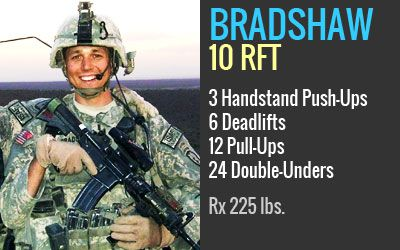 BRADSHAW
10 RFT
3 Handstand Push-Ups
6 Deadlifts
12 Pull-Ups
24 Double-Unders
Rx 225 lbs.